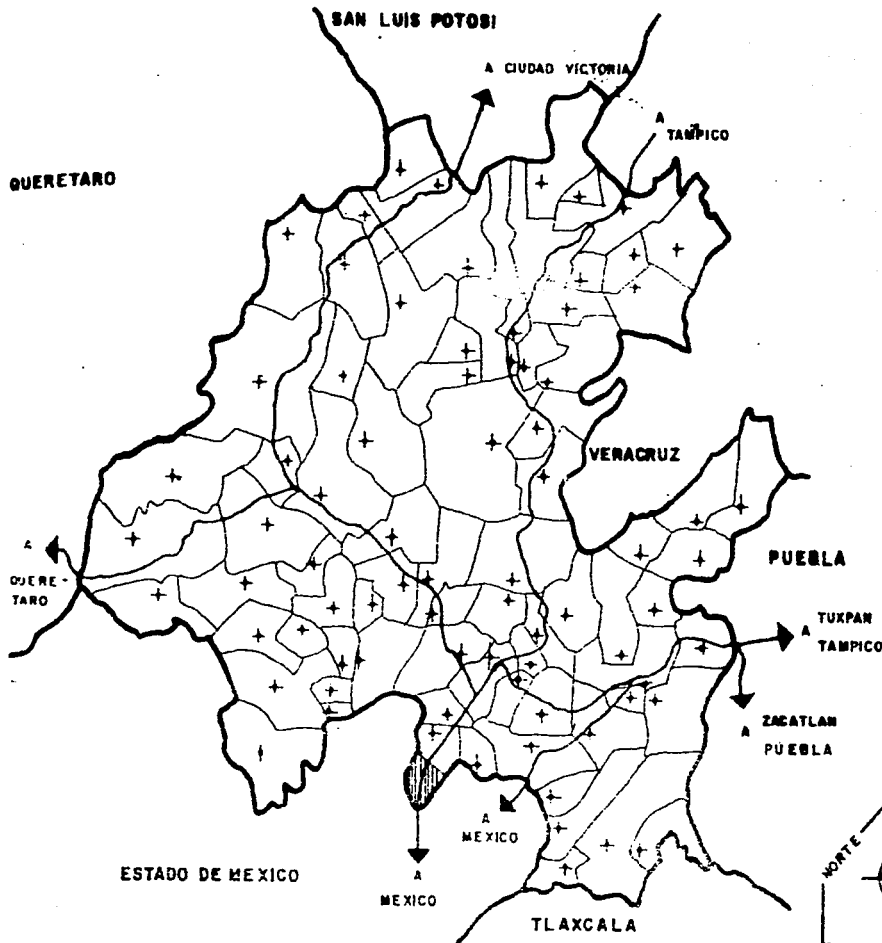 SAN LUIS POTOSI
A CIUDAD VICTORIA
A
TAMPICO
QUERETARO
VERACRUZ
A
QUERE-
TARO
PUEBLA
A TUXPAN
TAMPICO
A ZACATLAN
PUEBLA
A
MEXICO
ESTADO DE MEXICO
A
MEXICO
TLAXCALA
NORTE